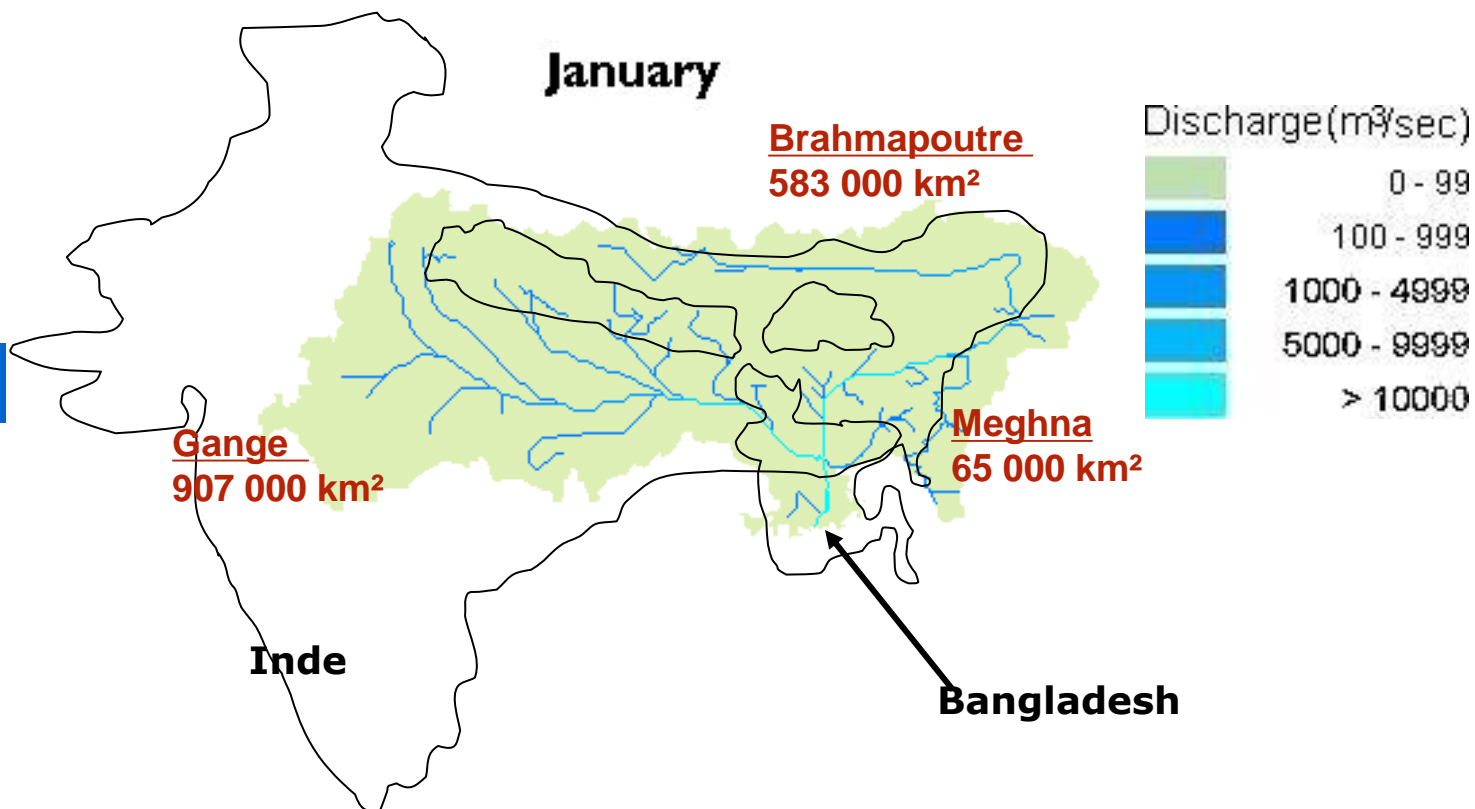 January
Brahmapoutre
583 000 km²
Discharge(m³/sec)
0 - 99
100 - 999
1000 - 4999
5000 - 9999
> 10000
Gange
907 000 km²
Meghna
65 000 km²
Inde
Bangladesh